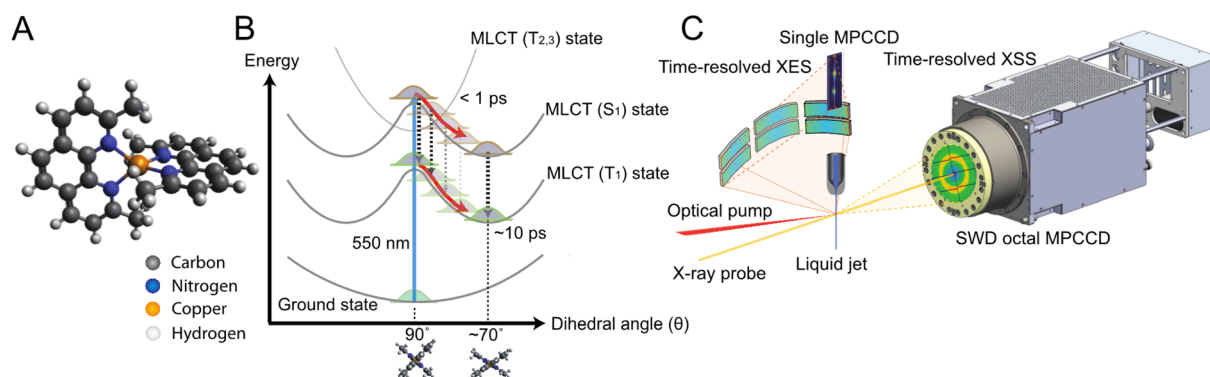 A
Carbon
Nitrogen
Copper
Hydrogen
B
Energy
MLCT (T2,3) state
< 1 ps
MLCT (S1) state
MLCT (T1) state
~10 ps
550 nm
Ground state
Dihedral angle (θ)
90°
~70°
C
Single MPCCD
Time-resolved XES
Time-resolved XSS
Optical pump
X-ray probe
Liquid jet
SWD octal MPCCD